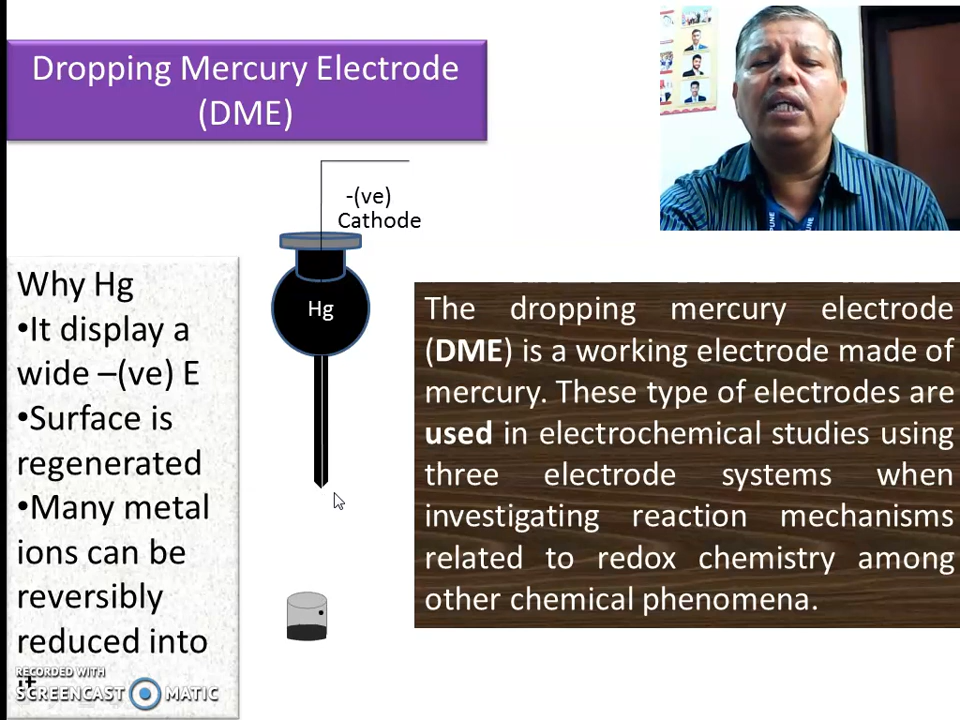 Dropping Mercury Electrode
(DME)
-(ve)
Cathode
Hg
Why Hg
•It display a
wide –(ve) E
•Surface is
regenerated
•Many metal
ions can be
reversibly
reduced into
it
The dropping mercury electrode
(DME) is a working electrode made of
mercury. These type of electrodes are
used in electrochemical studies using
three electrode systems when
investigating reaction mechanisms
related to redox chemistry among
other chemical phenomena.
RECORDED WITH
SCREENCAST MATIC
PUNE
UNE